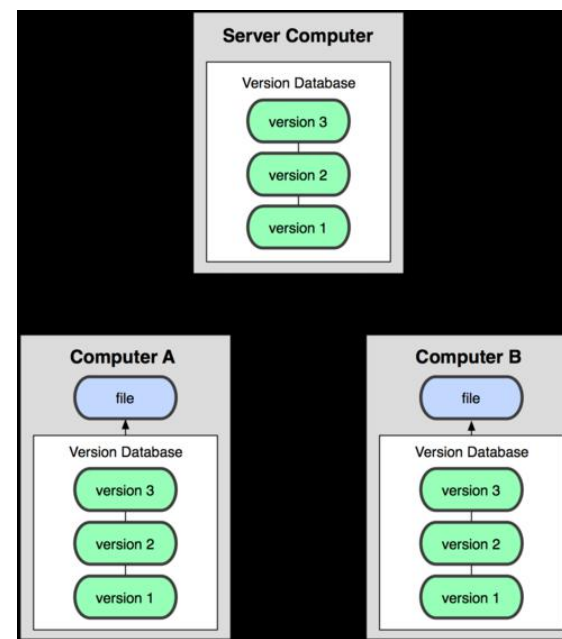 Server Computer
Version Database
version 3
version 2
version 1
Computer A
file
Version Database
version 3
version 2
version 1
Computer B
file
Version Database
version 3
version 2
version 1